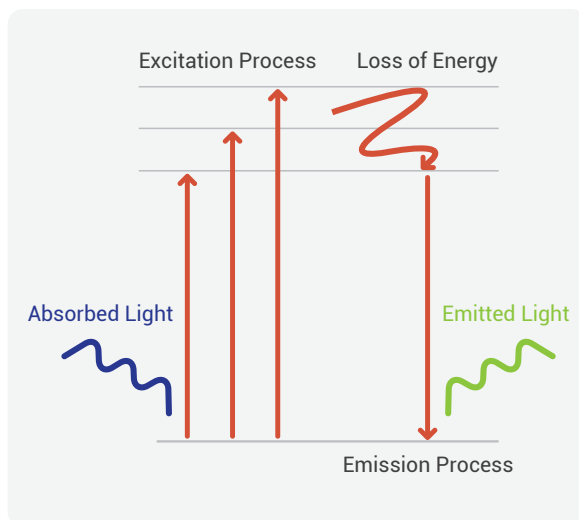 Excitation Process
Loss of Energy
Absorbed Light
Emitted Light
Emission Process